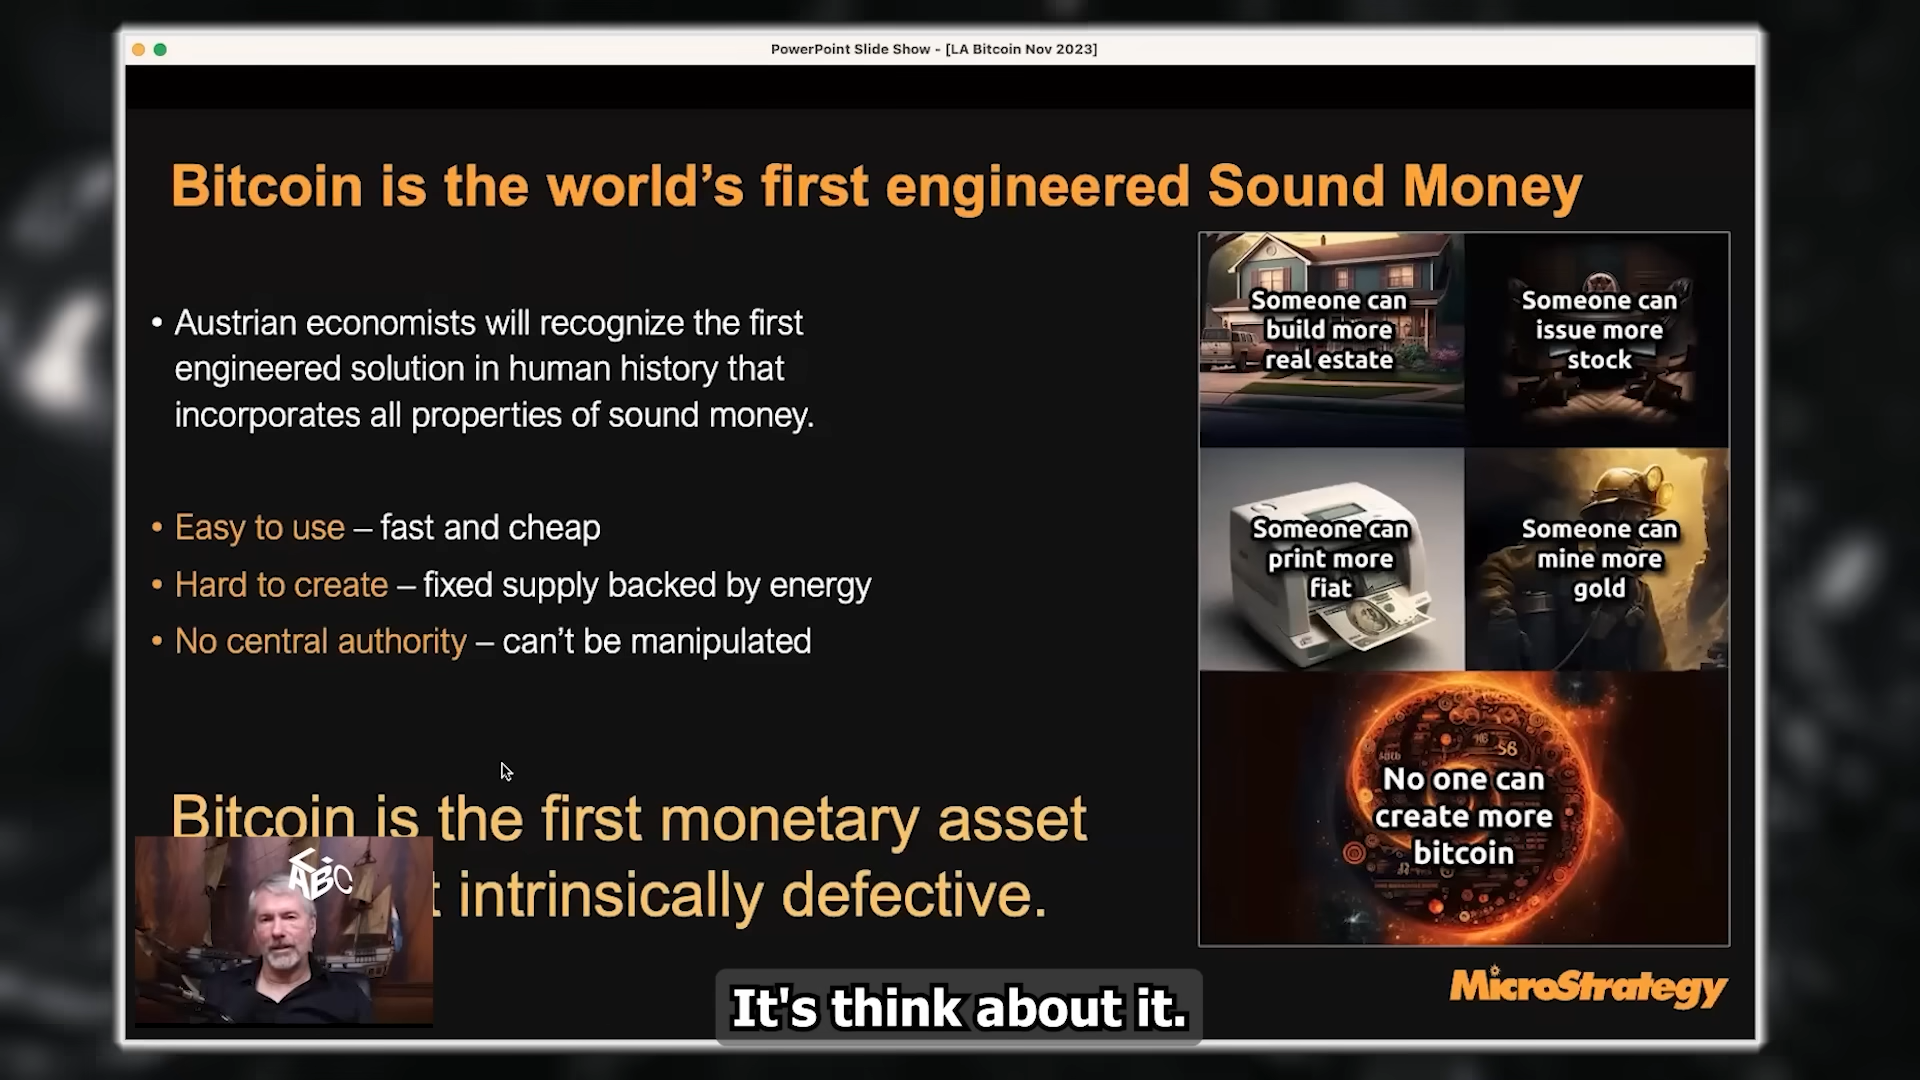 PowerPoint Slide Show - [LA Bitcoin Nov 2023]
Bitcoin is the world's first engineered Sound Money
• Austrian economists will recognize the first
engineered solution in human history that
incorporates all properties of sound money.
• Easy to use – fast and cheap
• Hard to create – fixed supply backed by energy
• No central authority – can't be manipulated
Bitcoin is the first monetary asset
t intrinsically defective.
Someone can
build more
real estate
Someone can
issue more
stock
Someone can
print more
fiat
Someone can
mine more
gold
No one can
create more
bitcoin
ABC
MicroStrategy
It's think about it.